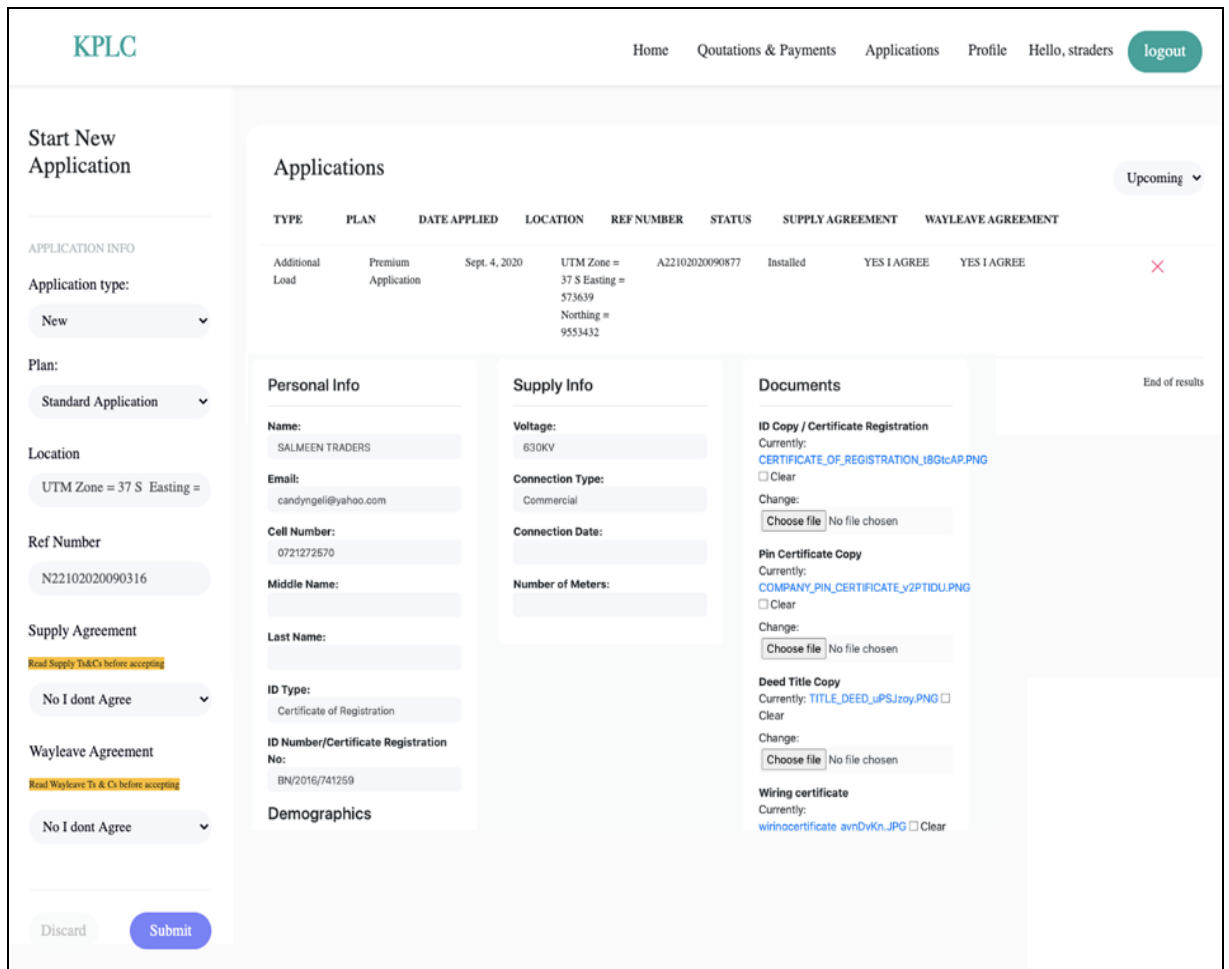 KPLC
Home Qoutations & Payments Applications Profile Hello, straders logout
Start New
Application
APPLICATION INFO
Application type:
New
Plan:
Standard Application
Location
UTM Zone = 37 S Easting =
Ref Number
N22102020090316
Supply Agreement
Read Supply Ts&Cs before accepting
No I dont Agree
Wayleave Agreement
Read Wayleave Ts & Cs before accepting
No I dont Agree
Discard Submit
Applications
Upcoming
TYPE PLAN DATE APPLIED LOCATION REF NUMBER STATUS SUPPLY AGREEMENT WAYLEAVE AGREEMENT
Additional Premium Sept. 4, 2020 UTM Zone = A22102020090877 Installed YES I AGREE YES I AGREE
Load Application 37 S Easting =
573639
Northing =
9553432
End of results
Personal Info
Name:
SALMEEN TRADERS
Email:
candyngeli@yahoo.com
Cell Number:
0721272570
Middle Name:
Last Name:
ID Type:
Certificate of Registration
ID Number/Certificate Registration
No:
BN/2016/741259
Demographics
Supply Info
Voltage:
630KV
Connection Type:
Commercial
Connection Date:
Number of Meters:
Documents
ID Copy / Certificate Registration
Currently:
CERTIFICATE_OF_REGISTRATION_t8GtcAP.PNG
Clear
Change:
Choose file No file chosen
Pin Certificate Copy
Currently:
COMPANY_PIN_CERTIFICATE_v2PTIDU.PNG
Clear
Change:
Choose file No file chosen
Deed Title Copy
Currently: TITLE_DEED_uPSJzoy.PNG
Clear
Change:
Choose file No file chosen
Wiring certificate
Currently:
wiringcertificate_avnDvKn.JPG Clear